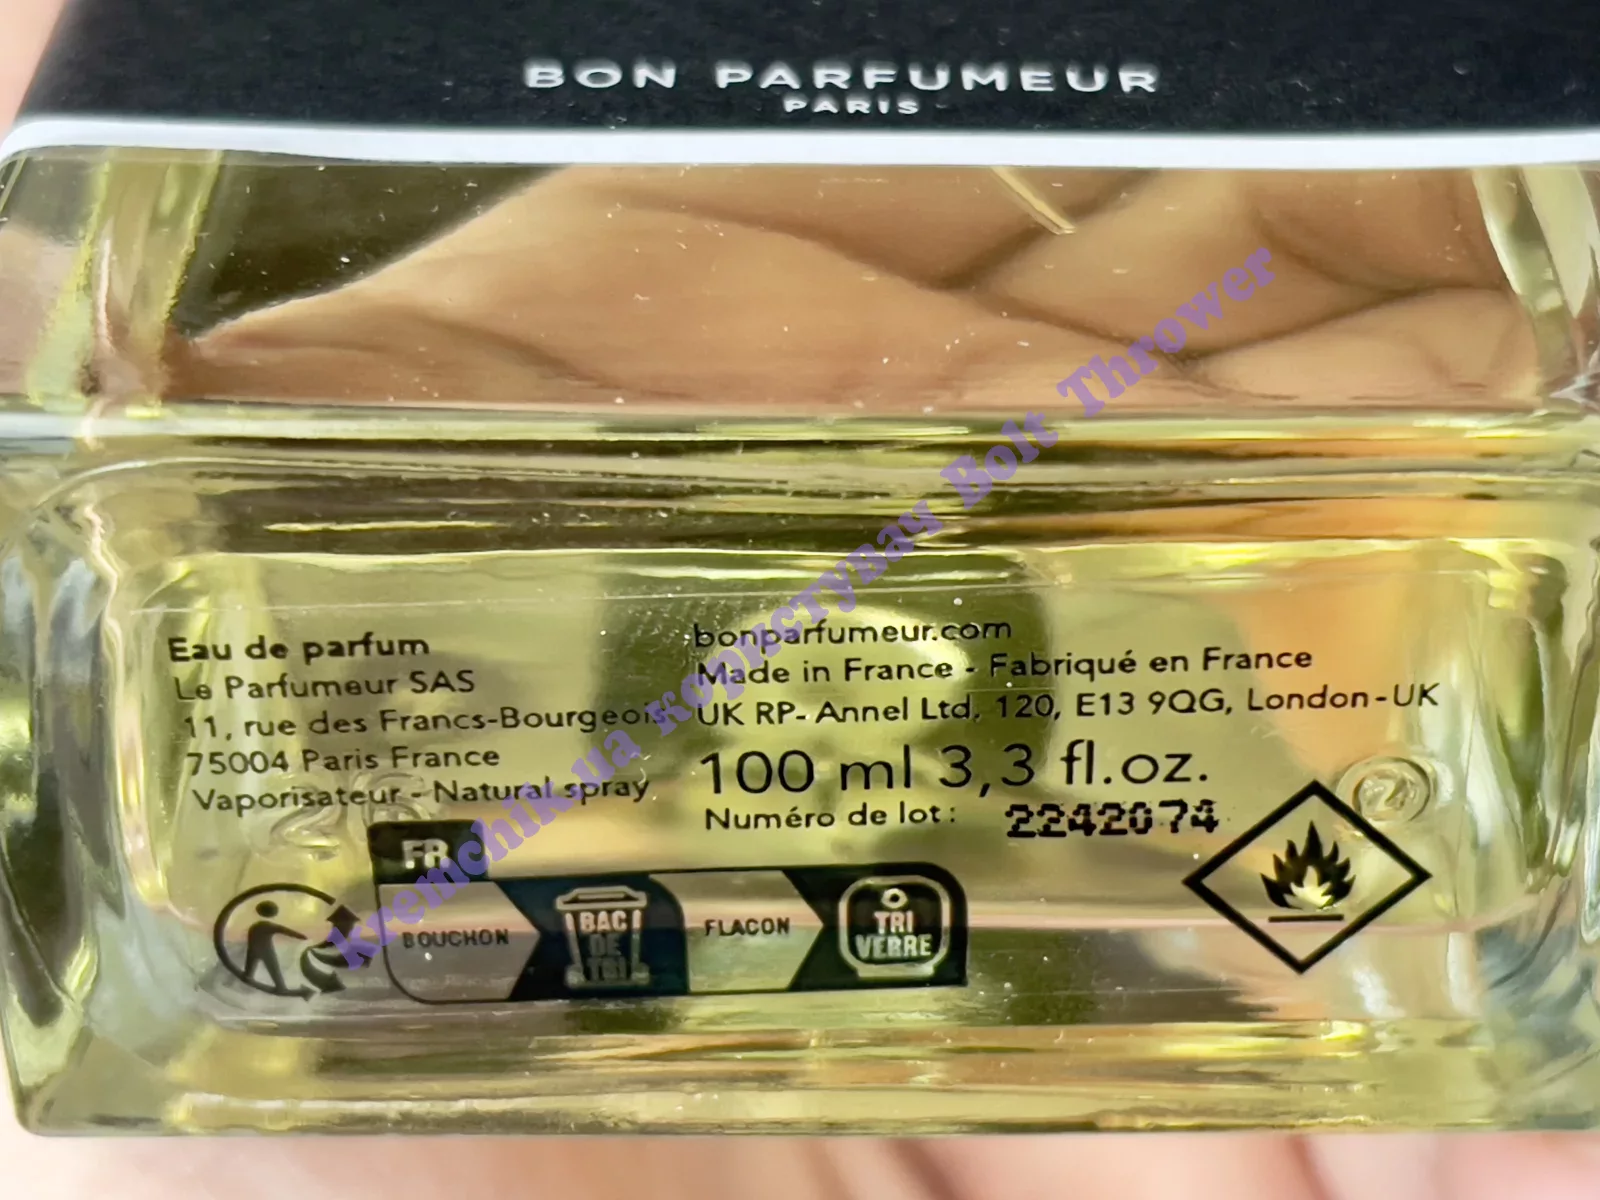 BON PARFUMEUR
PARIS
Eau de parfum
Le Parfumeur SAS
11, rue des Francs-Bourgeois-
75004 Paris France
Vaporisateur - Natural spray
bonparfumeur.com
Made in France - Fabriqué en France
UK RP- Annel Ltd, 120, E13 9QG, London-UK
100 ml 3,3 fl.oz.
Numéro de lot: 2242074
FR
BOUCHON
BAC
DE
TRI
FLACON
TRI
VERRE
kremchik.ua користуВач Bolt Thrower